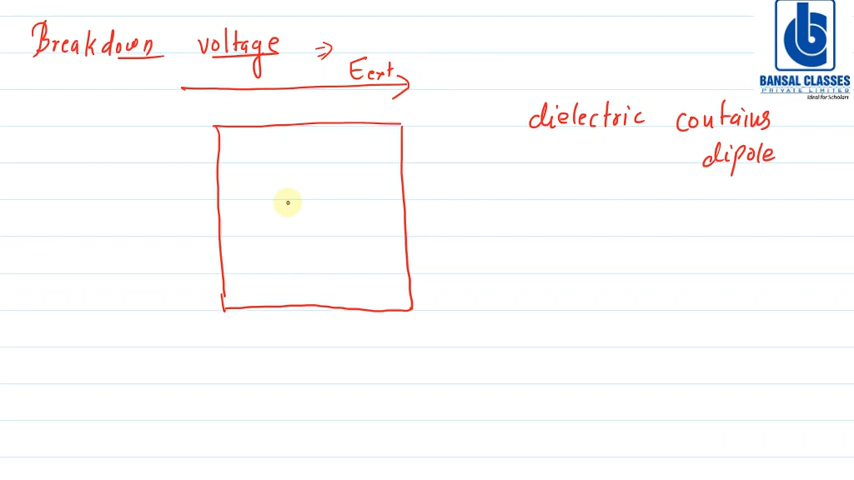 Breakdown voltage ⇒
Eext
dielectric contains
dipole
BANSAL CLASSES
PRIVATE LIMITED
Ideal for Scholars